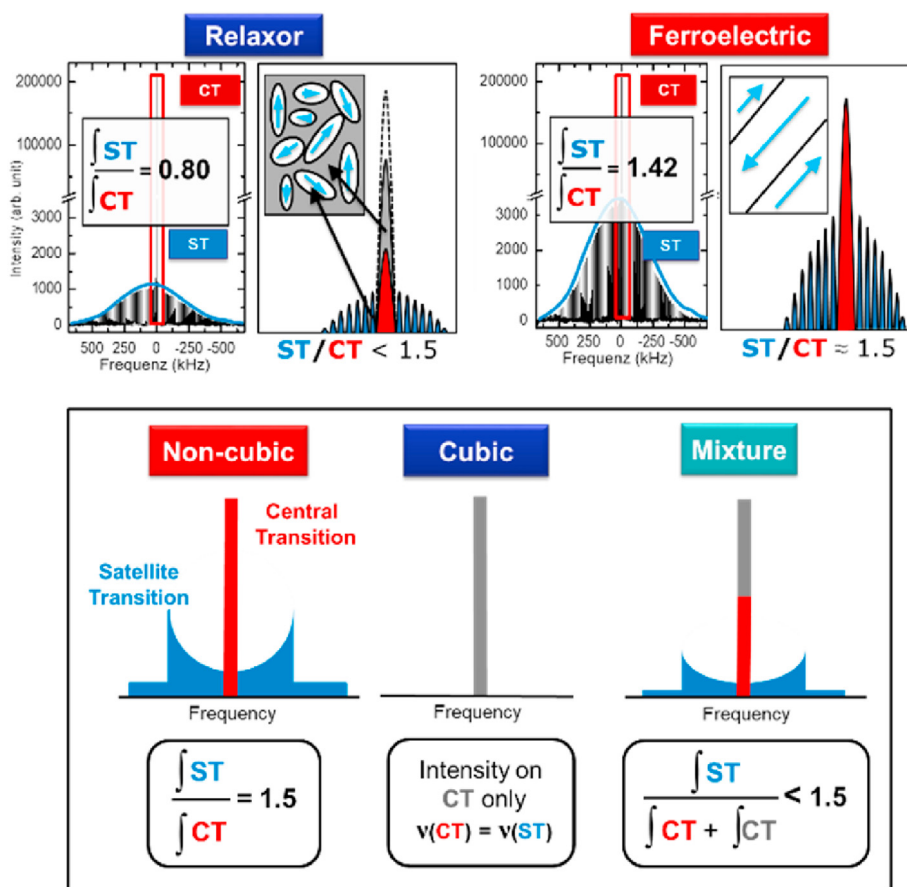 Relaxor
Ferroelectric
200000
100000
3000
2000
1000
0
Intensity (arb. unit)
CT
∫ST
∫CT
= 0.80
ST
500 250 0 -250 -500
Frequenz (kHz)
ST/CT < 1.5
200000
100000
3000
2000
1000
0
CT
∫ST
∫CT
= 1.42
ST
500 250 0 -250 -500
Frequenz (kHz)
ST/CT ≈ 1.5
Non-cubic
Cubic
Mixture
Central
Transition
Satellite
Transition
Frequency
Frequency
Frequency
∫ST
∫CT
= 1.5
Intensity on
CT only
ν(CT) = ν(ST)
∫ST
∫CT + ∫CT
< 1.5